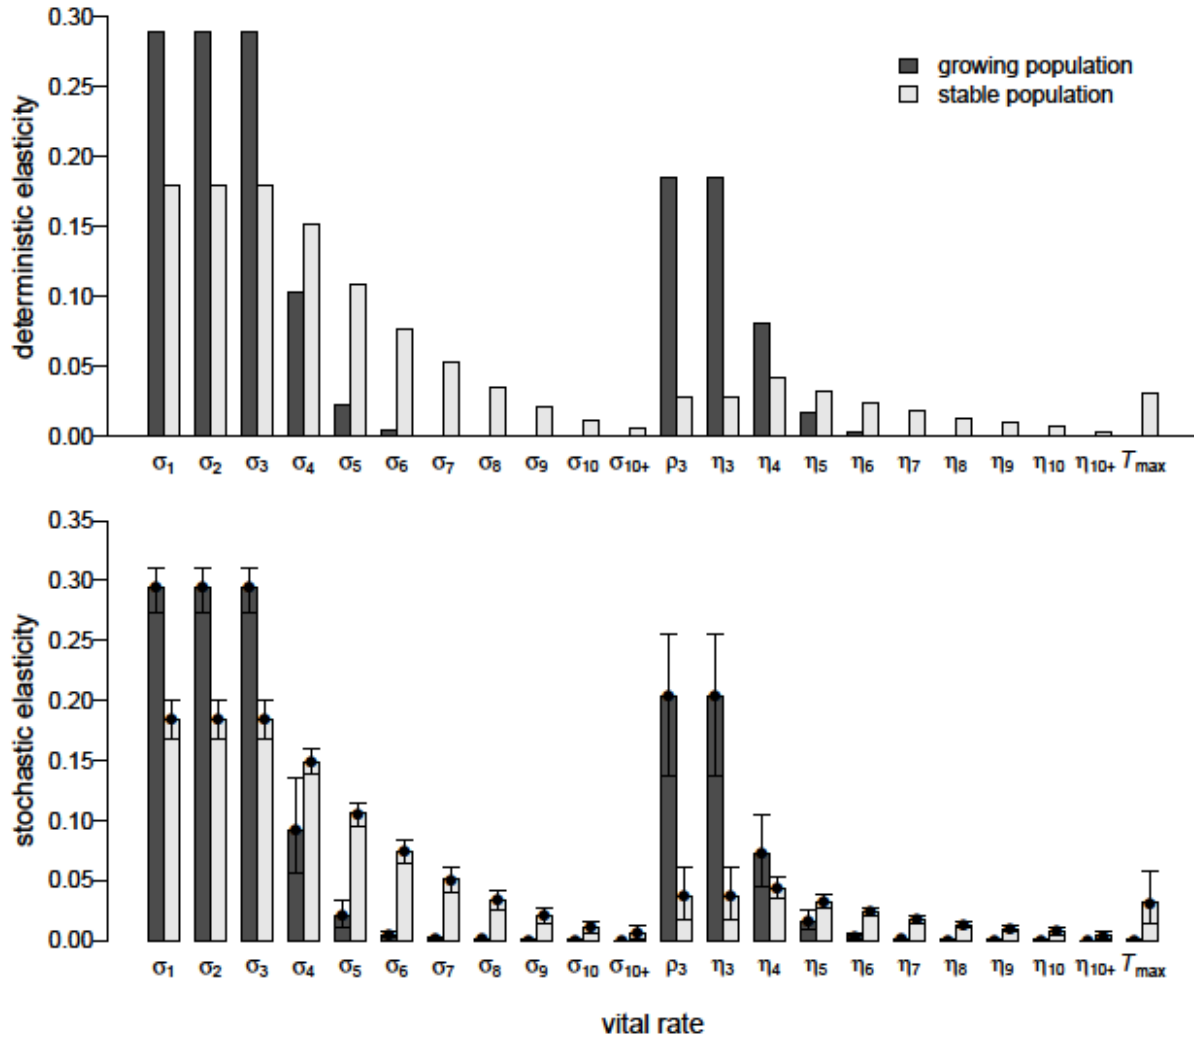 0.30
growing population
stable population
0.25
0.20
0.15
0.10
0.05
0.00
deterministic elasticity
σ₁ σ₂ σ₃ σ₄ σ₅ σ₆ σ₇ σ₈ σ₉ σ₁₀ σ₁₀₊ ρ₃ η₃ η₄ η₅ η₆ η₇ η₈ η₉ η₁₀ η₁₀₊ Tmax
0.35
0.30
0.25
0.20
0.15
0.10
0.05
0.00
stochastic elasticity
σ₁ σ₂ σ₃ σ₄ σ₅ σ₆ σ₇ σ₈ σ₉ σ₁₀ σ₁₀₊ ρ₃ η₃ η₄ η₅ η₆ η₇ η₈ η₉ η₁₀ η₁₀₊ Tmax
vital rate